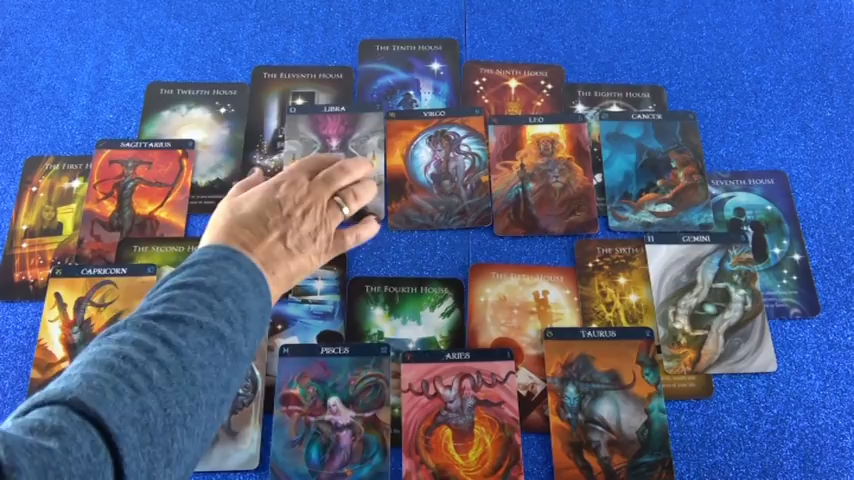 THE TENTH HOUSE
THE ELEVENTH HOUSE
THE NINTH HOUSE
THE TWELFTH HOUSE
THE EIGHTH HOUSE
LIBRA
VIRGO
LEO
CANCER
SAGITTARIUS
THE FIRST H
SEVENTH HOUSE
THE SECOND HO
THE SIXTH
GEMINI
CAPRICORN
THE FOURTH HOUSE
THE FIFTH HOUSE
TAURUS
PISCES
ARIES